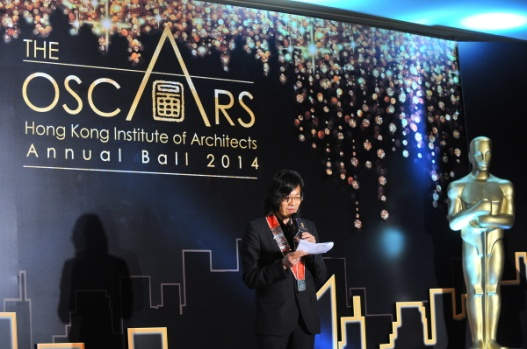 THE
OSCARS
Hong Kong Institute of Architects
Annual Ball 2014